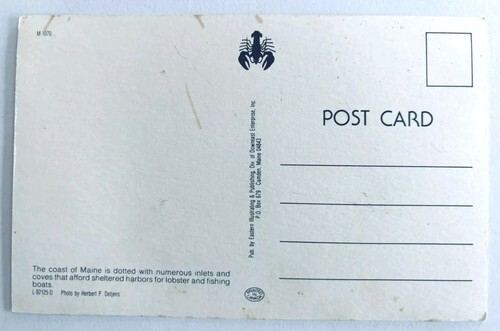 M-1070
POST CARD
Pub. By Eastern Illustrating & Publishing, Div. of Downeast Enterprise, Inc.
P.O. Box 679 Camden, Maine 04843
The coast of Maine is dotted with numerous inlets and
coves that afford sheltered harbors for lobster and fishing
boats.
L-92125-D Photo by Herbert P. Detjens